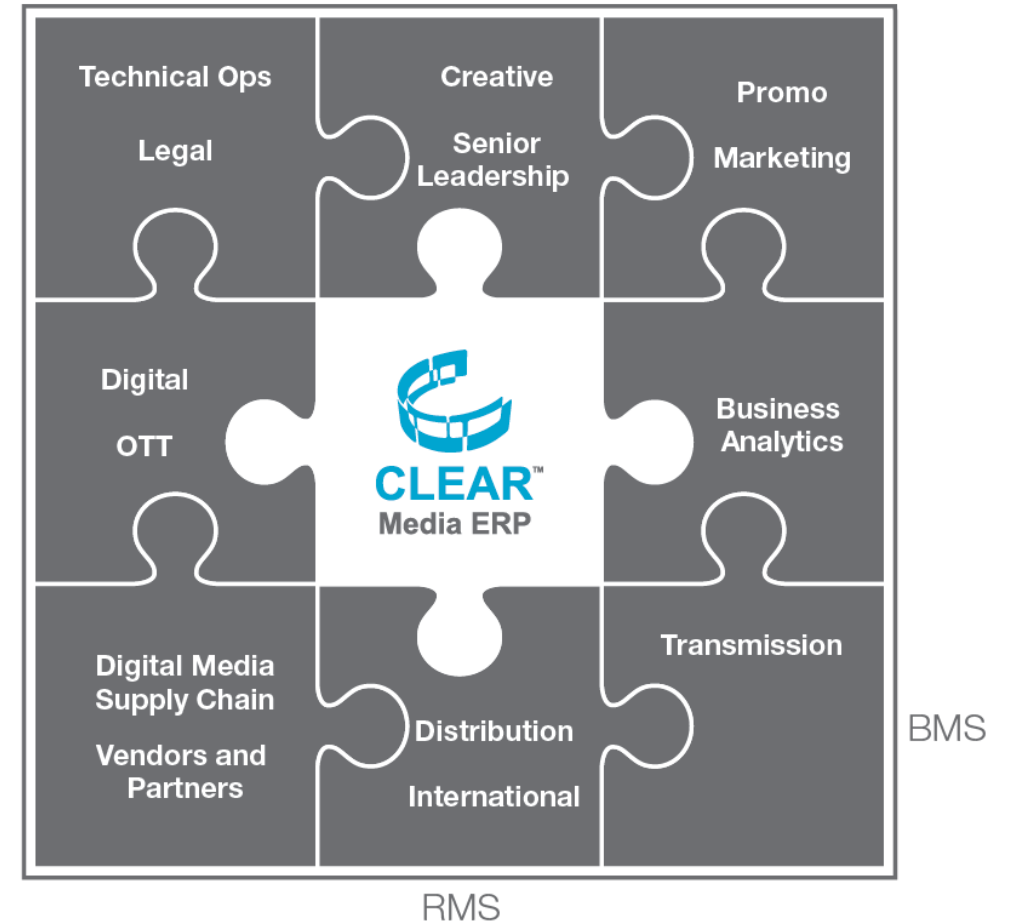 Technical Ops
Legal
Creative
Senior
Leadership
Promo
Marketing
Digital
OTT
CLEAR™
Media ERP
Business
Analytics
Digital Media
Supply Chain
Vendors and
Partners
Distribution
International
Transmission
BMS
RMS